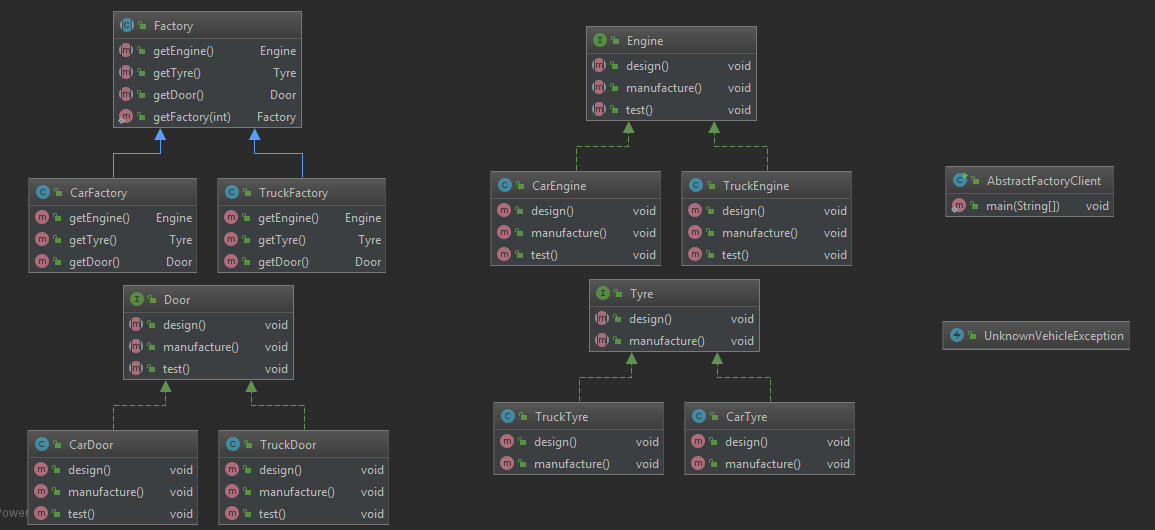 Factory
getEngine() Engine
getTyre() Tyre
getDoor() Door
getFactory(int) Factory
CarFactory
getEngine() Engine
getTyre() Tyre
getDoor() Door
TruckFactory
getEngine() Engine
getTyre() Tyre
getDoor() Door
Door
design() void
manufacture() void
test() void
CarDoor
design() void
manufacture() void
test() void
TruckDoor
design() void
manufacture() void
test() void
Engine
design() void
manufacture() void
test() void
CarEngine
design() void
manufacture() void
test() void
TruckEngine
design() void
manufacture() void
test() void
Tyre
design() void
manufacture() void
TruckTyre
design() void
manufacture() void
CarTyre
design() void
manufacture() void
AbstractFactoryClient
main(String[]) void
UnknownVehicleException